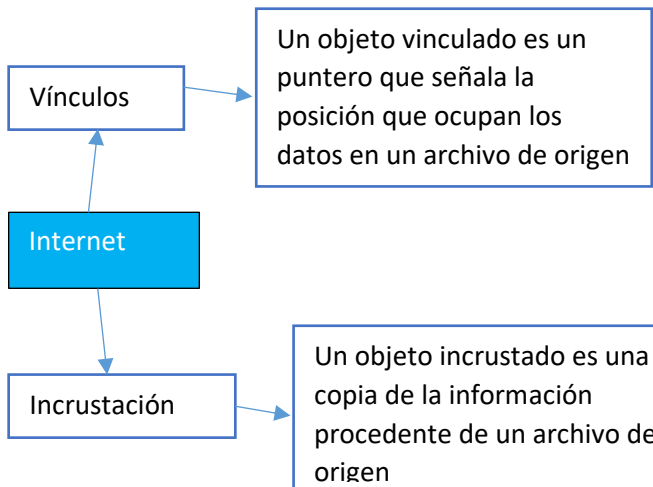 Un objeto vinculado es un
puntero que señala la
posición que ocupan los
datos en un archivo de origen
Vínculos
Internet
Incrustación
Un objeto incrustado es una
copia de la información
procedente de un archivo de
origen